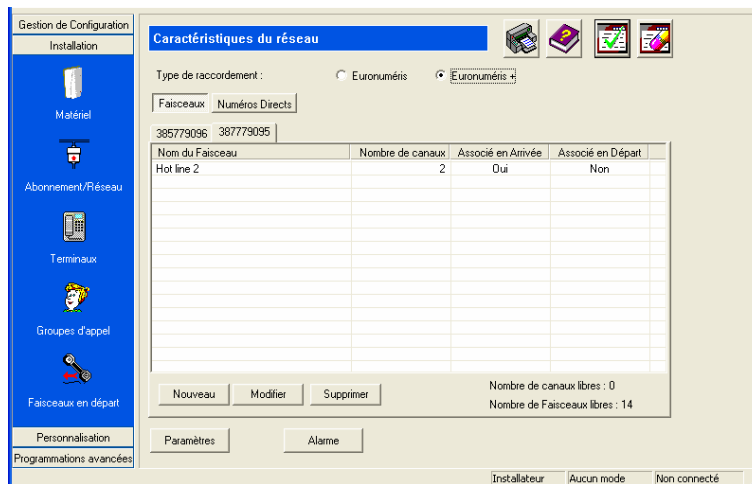 Gestion de Configuration
Installation
Matériel
Abonnement/Réseau
Terminaux
Groupes d'appel
Faisceaux en départ
Personnalisation
Programmations avancées
Caractéristiques du réseau
Type de raccordement : Euronuméris Euronuméris +
Faisceaux Numéros Directs
385779096 387779095
Nom du Faisceau Nombre de canaux Associé en Arrivée Associé en Départ
Hot line 2 2 Oui Non
Nouveau Modifier Supprimer
Nombre de canaux libres : 0
Nombre de Faisceaux libres : 14
Paramètres Alarme
Installateur Aucun mode Non connecté